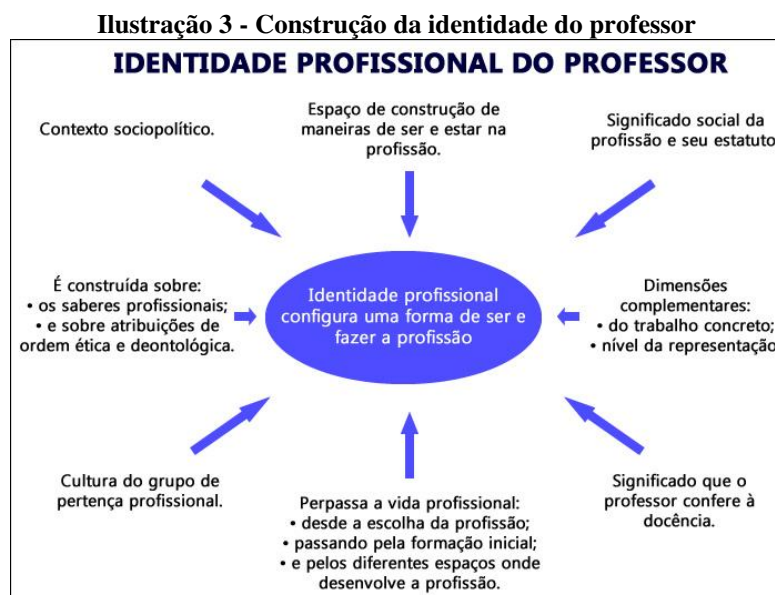 Ilustração 3 - Construção da identidade do professor
IDENTIDADE PROFISSIONAL DO PROFESSOR
Contexto sociopolítico.
Espaço de construção de
maneiras de ser e estar na
profissão.
Significado social da
profissão e seu estatuto
É construída sobre:
• os saberes profissionais;
• e sobre atribuições de
ordem ética e deontológica.
Identidade profissional
configura uma forma de ser e
fazer a profissão
Dimensões
complementares:
• do trabalho concreto;
• nível da representação
Cultura do grupo de
pertença profissional.
Perpassa a vida profissional:
• desde a escolha da profissão;
• passando pela formação inicial;
• e pelos diferentes espaços onde
desenvolve a profissão.
Significado que o
professor confere à
docência.